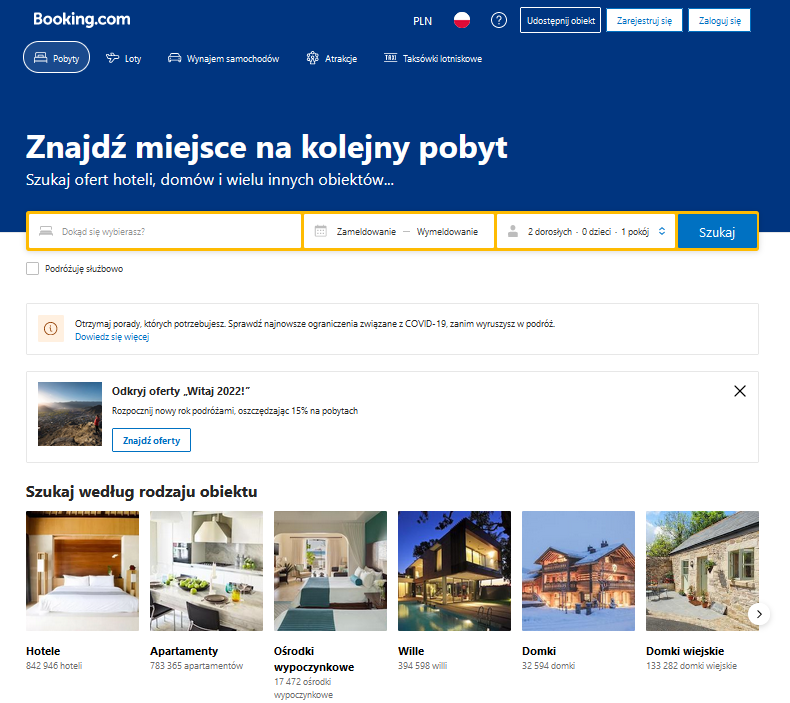 Booking.com
PLN
Udostępnij obiekt
Zarejestruj się
Zaloguj się
Pobyty
Loty
Wynajem samochodów
Atrakcje
TAXI
Taksówki lotniskowe
Znajdź miejsce na kolejny pobyt
Szukaj ofert hoteli, domów i wielu innych obiektów...
Dokąd się wybierasz?
Zameldowanie — Wymeldowanie
2 dorosłych · 0 dzieci · 1 pokój
Szukaj
Podróżuję służbowo
Otrzymaj porady, których potrzebujesz. Sprawdź najnowsze ograniczenia związane z COVID-19, zanim wyruszysz w podróż.
Dowiedz się więcej
Odkryj oferty „Witaj 2022!”
Rozpocznij nowy rok podróżami, oszczędzając 15% na pobytach
Znajdź oferty
Szukaj według rodzaju obiektu
Hotele
842 946 hoteli
Apartamenty
783 365 apartamentów
Ośrodki
wypoczynkowe
17 472 ośrodki
wypoczynkowe
Wille
394 598 willi
Domki
32 594 domki
Domki wiejskie
133 282 domki wiejskie